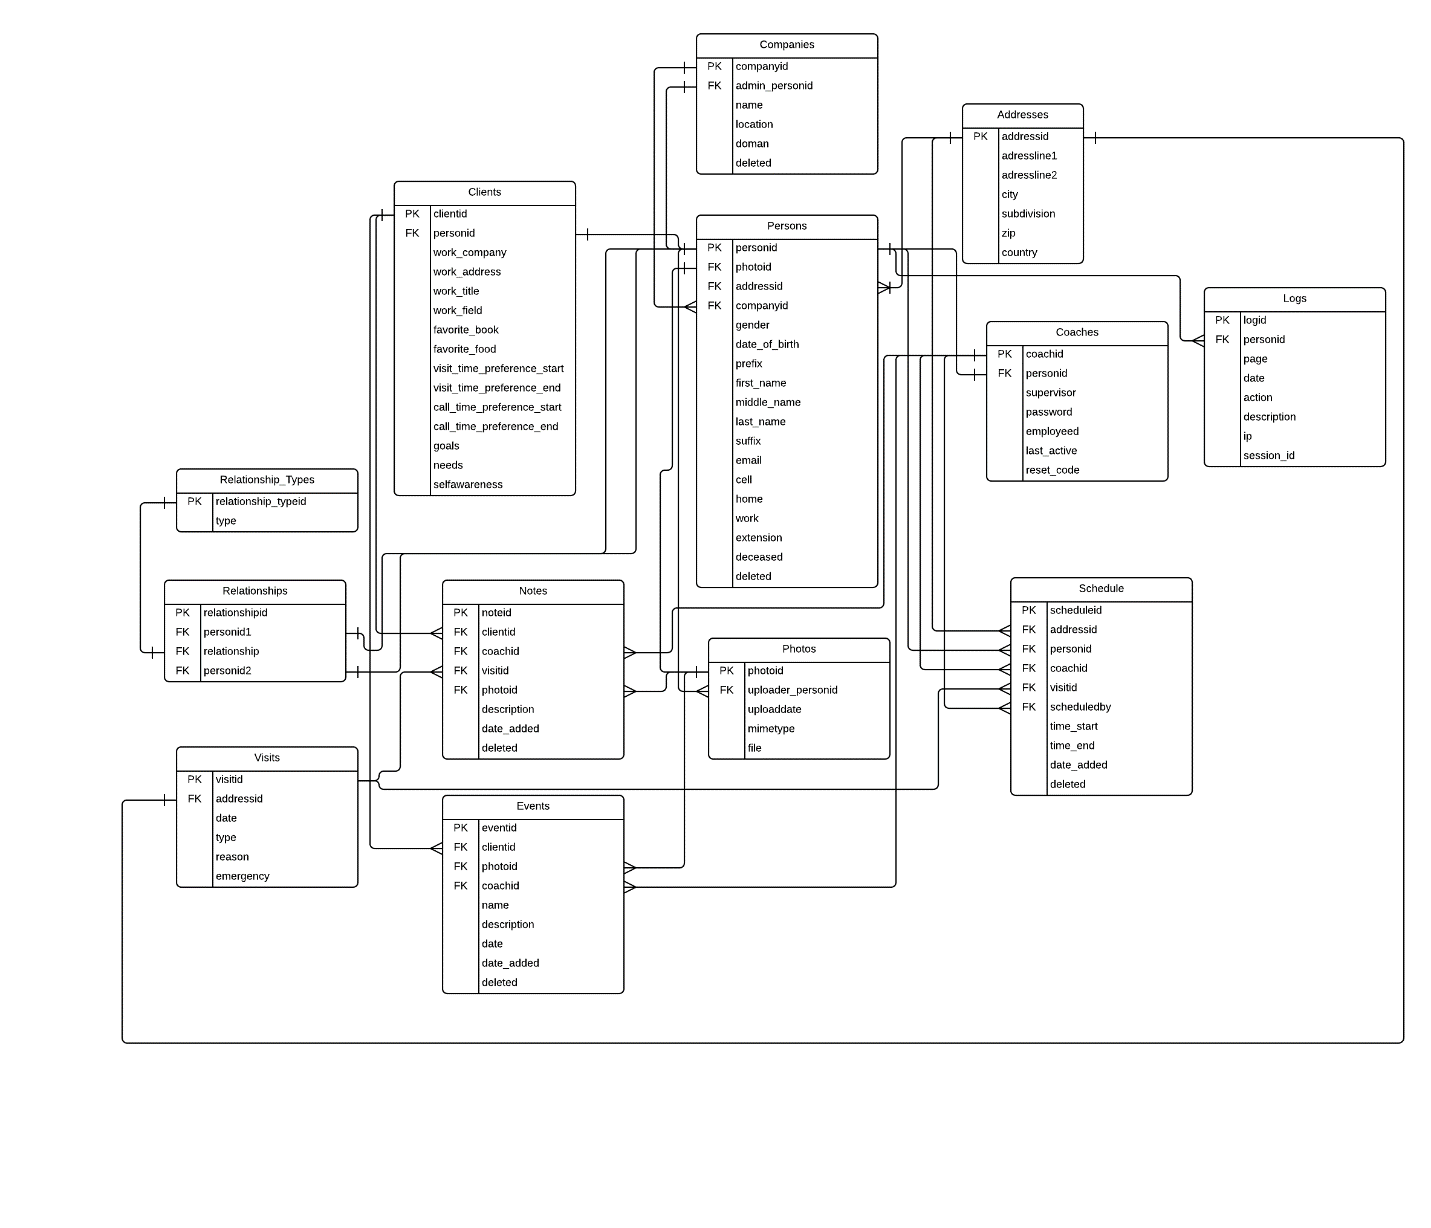 Companies
PK companyid
FK admin_personid
name
location
doman
deleted
Addresses
PK addressid
adressline1
adressline2
city
subdivision
zip
country
Clients
PK clientid
FK personid
work_company
work_address
work_title
work_field
favorite_book
favorite_food
visit_time_preference_start
visit_time_preference_end
call_time_preference_start
call_time_preference_end
goals
needs
selfawareness
Persons
PK personid
FK photoid
FK addressid
FK companyid
gender
date_of_birth
prefix
first_name
middle_name
last_name
suffix
email
cell
home
work
extension
deceased
deleted
Logs
PK logid
FK personid
page
date
action
description
ip
session_id
Coaches
PK coachid
FK personid
supervisor
password
employeed
last_active
reset_code
Relationship_Types
PK relationship_typeid
type
Relationships
PK relationshipid
FK personid1
FK relationship
FK personid2
Notes
PK noteid
FK clientid
FK coachid
FK visitid
FK photoid
description
date_added
deleted
Photos
PK photoid
FK uploader_personid
uploaddate
mimetype
file
Schedule
PK scheduleid
FK addressid
FK personid
FK coachid
FK visitid
FK scheduledby
time_start
time_end
date_added
deleted
Visits
PK visitid
FK addressid
date
type
reason
emergency
Events
PK eventid
FK clientid
FK photoid
FK coachid
name
description
date
date_added
deleted